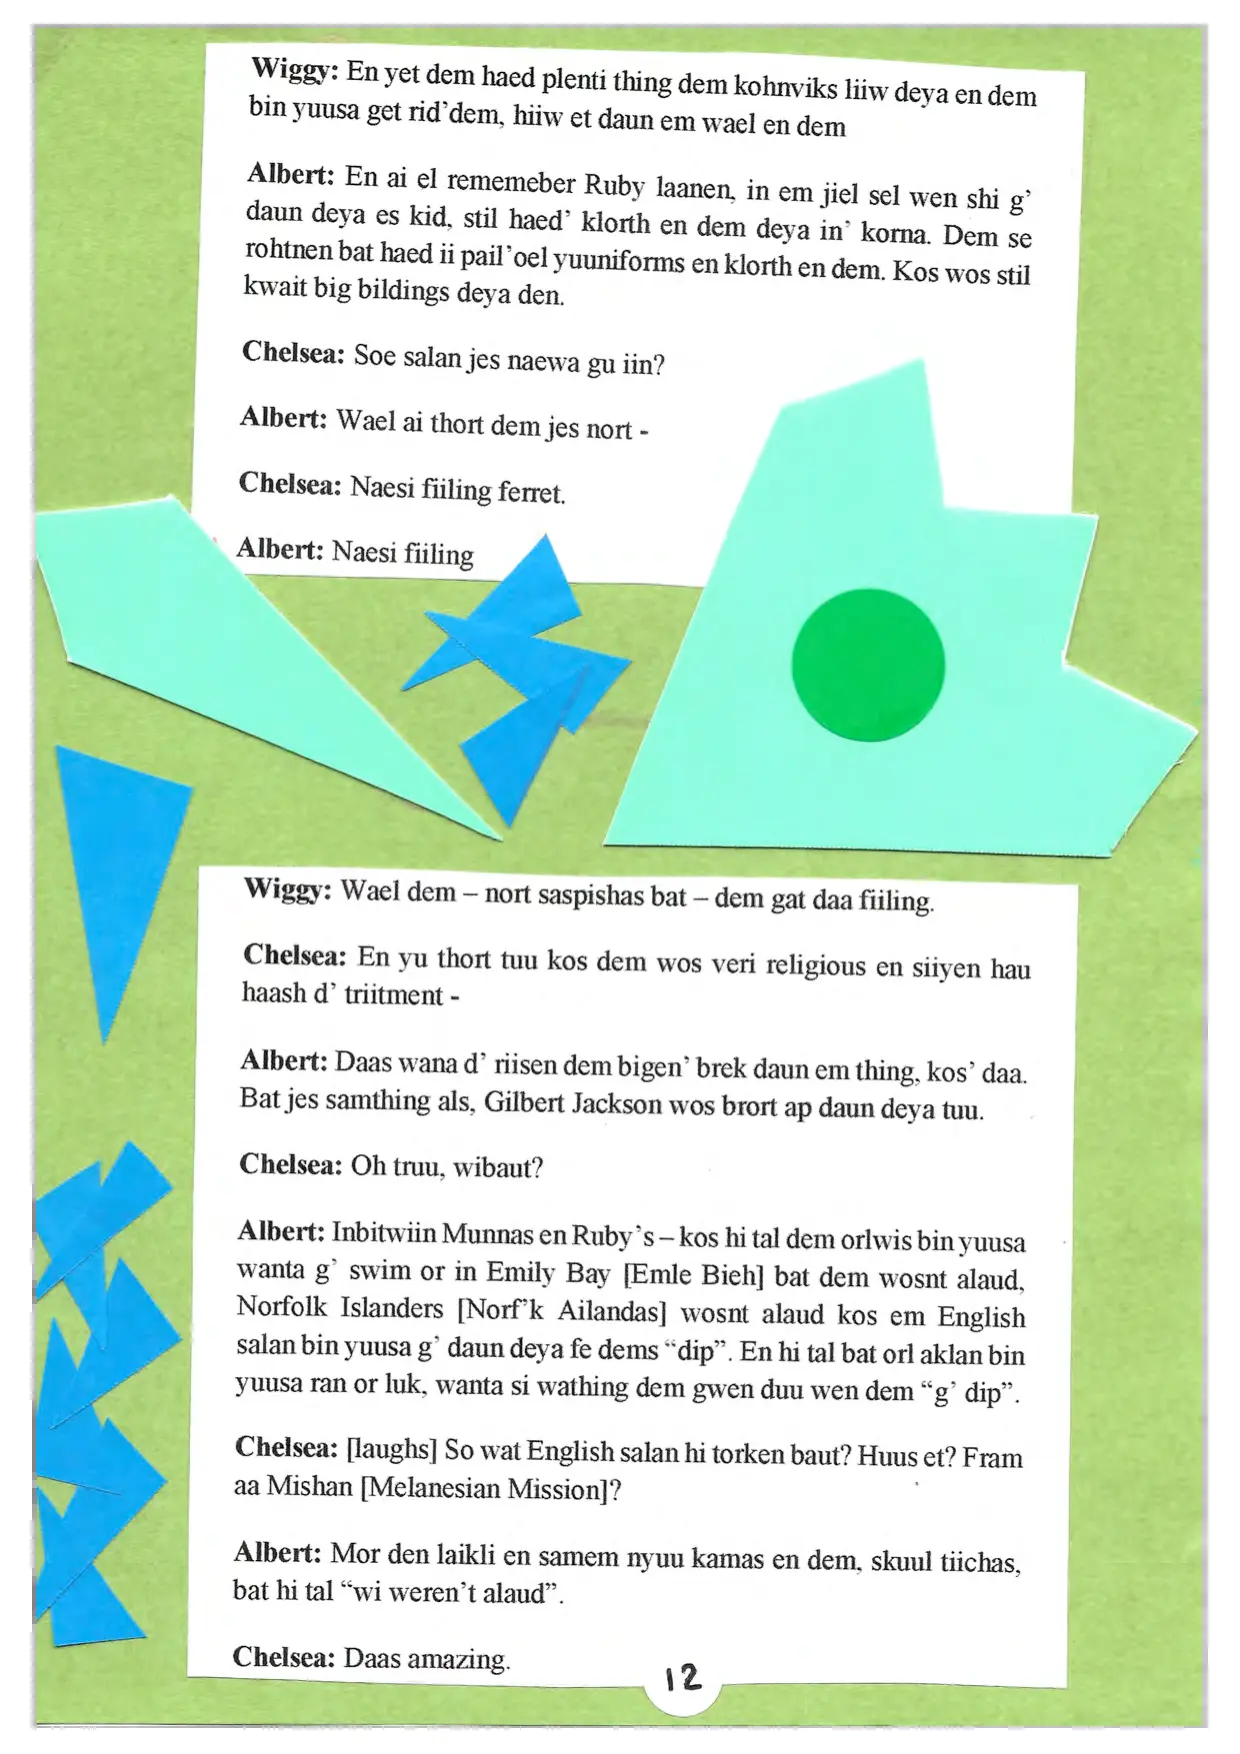 Wiggy: En yet dem haed plenti thing dem kohnviks liiw deya en dem
bin yuusa get rid'dem, hiiw et daun em wael en dem
Albert: En ai el rememeber Ruby laanen, in em jiel sel wen shi g'
daun deya es kid, stil haed' klorth en dem deya in' korna. Dem se
rohtnen bat haed ii pail'oel yuuniforms en klorth en dem. Kos wos stil
kwait big bildings deya den.
Chelsea: Soe salan jes naewa gu iin?
Albert: Wael ai thort dem jes nort -
Chelsea: Naesi fiiling ferret.
Albert: Naesi fiiling
Wiggy: Wael dem – nort saspishas bat – dem gat daa fiiling.
Chelsea: En yu thort tuu kos dem wos veri religious en siiyen hau
haash d' triitment -
Albert: Daas wana d' riisen dem bigen' brek daun em thing, kos' daa.
Bat jes samthing als, Gilbert Jackson wos brort ap daun deya tuu.
Chelsea: Oh truu, wibaut?
Albert: Inbitwiin Munnas en Ruby's – kos hi tal dem orlwis bin yuusa
wanta g' swim or in Emily Bay [Emle Bieh] bat dem wosnt alaud,
Norfolk Islanders [Norf'k Ailandas] wosnt alaud kos em English
salan bin yuusa g' daun deya fe dems “dip”. En hi tal bat orl aklan bin
yuusa ran or luk, wanta si wathing dem gwen duu wen dem “g' dip”.
Chelsea: [laughs] So wat English salan hi torken baut? Huus et? Fram
aa Mishan [Melanesian Mission]?
Albert: Mor den laikli en samem nyuu kamas en dem, skuul tiichas,
bat hi tal “wi weren't alaud”.
Chelsea: Daas amazing.
12